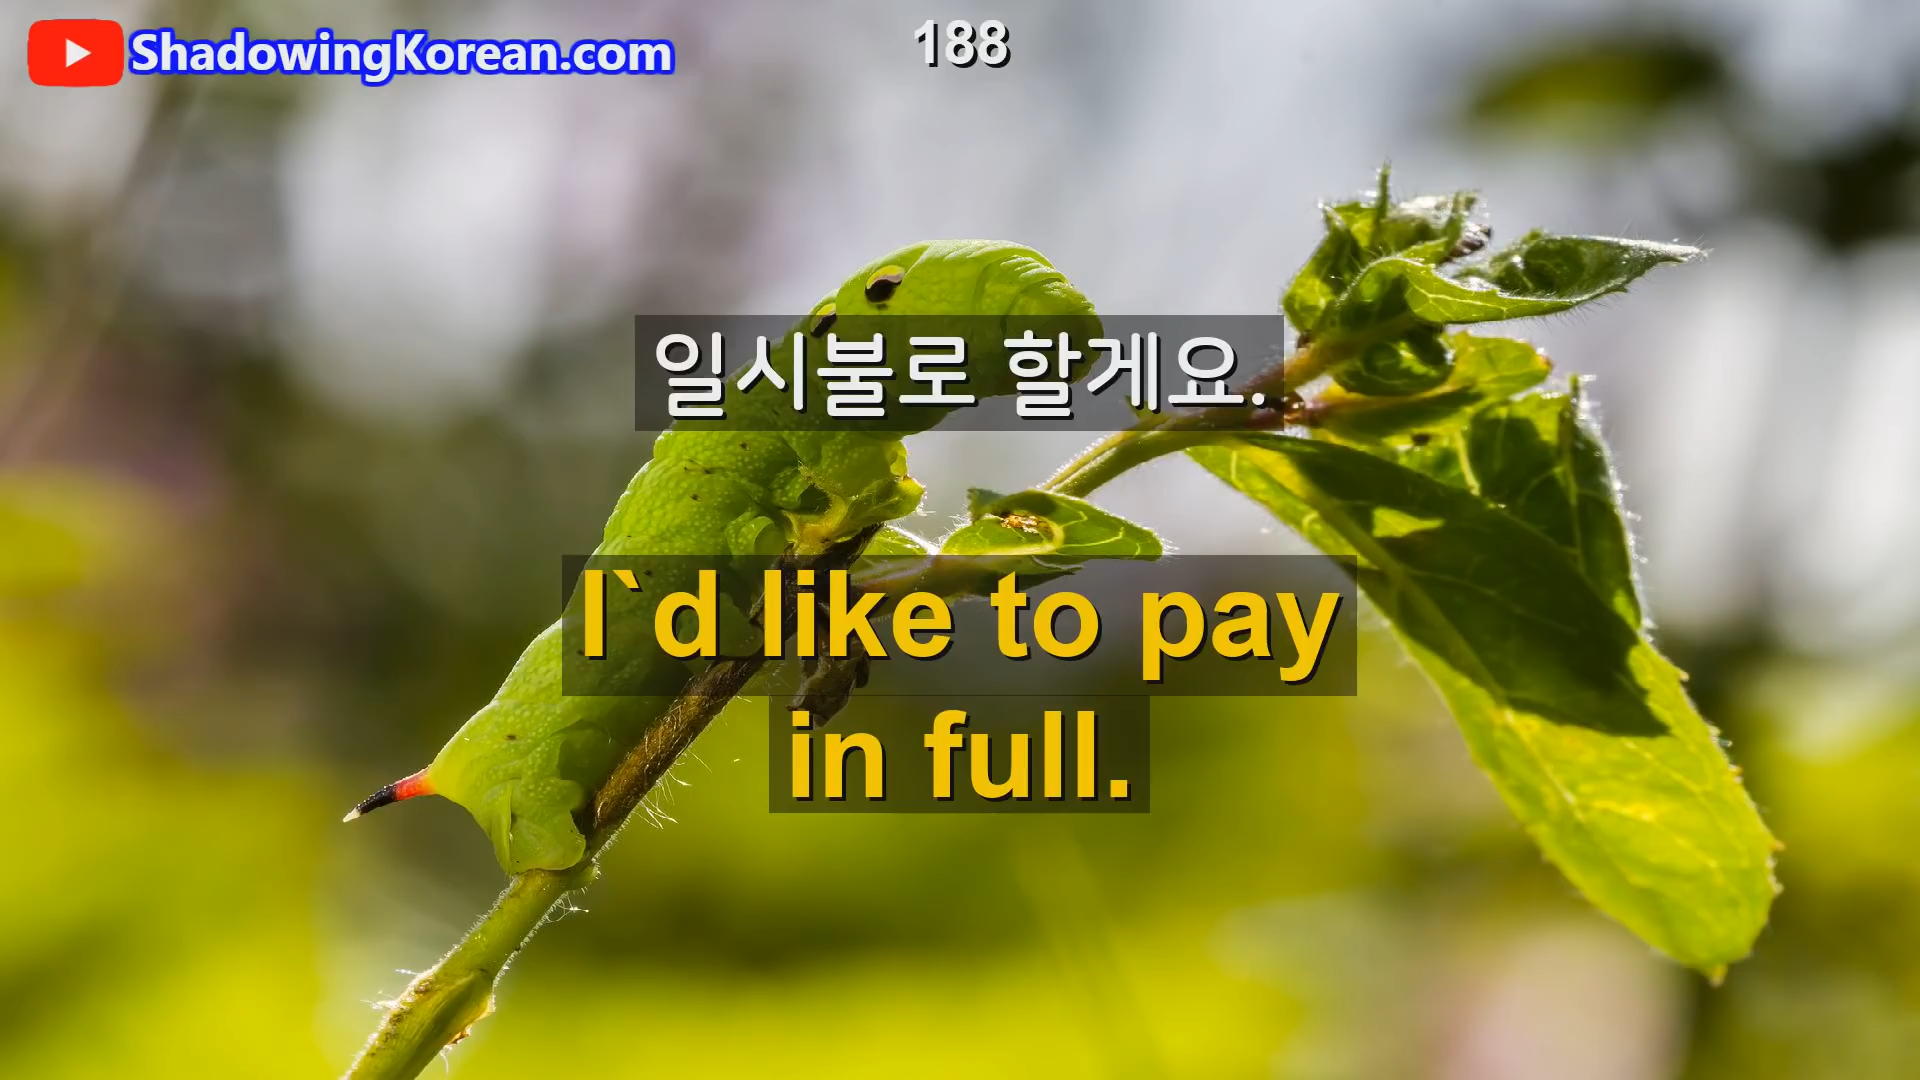 ShadowingKorean.com
188
일시불로 할게요.
I`d like to pay
in full.